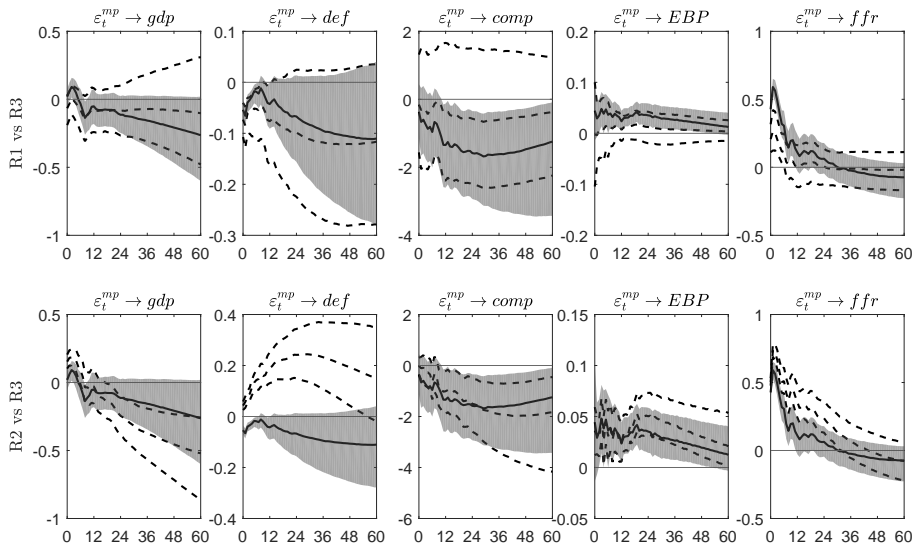 ε_t^{mp} → gdp ε_t^{mp} → def ε_t^{mp} → comp ε_t^{mp} → EBP ε_t^{mp} → ffr
R1 vs R3
0.5 0.1 2 0.2 1
0 0 0 0.1 0.5
-0.5 -0.1 -2 0 0
-1 -0.2 -4 -0.1 -0.5
-0.3 -0.2
0 12 24 36 48 60 0 12 24 36 48 60 0 12 24 36 48 60 0 12 24 36 48 60 0 12 24 36 48 60
ε_t^{mp} → gdp ε_t^{mp} → def ε_t^{mp} → comp ε_t^{mp} → EBP ε_t^{mp} → ffr
R2 vs R3
0.5 0.4 2 0.15 1
0 0.2 0 0.1 0.5
-0.5 0 -2 0.05 0
-1 -0.2 -4 0 -0.5
-0.4 -6 -0.05
0 12 24 36 48 60 0 12 24 36 48 60 0 12 24 36 48 60 0 12 24 36 48 60 0 12 24 36 48 60